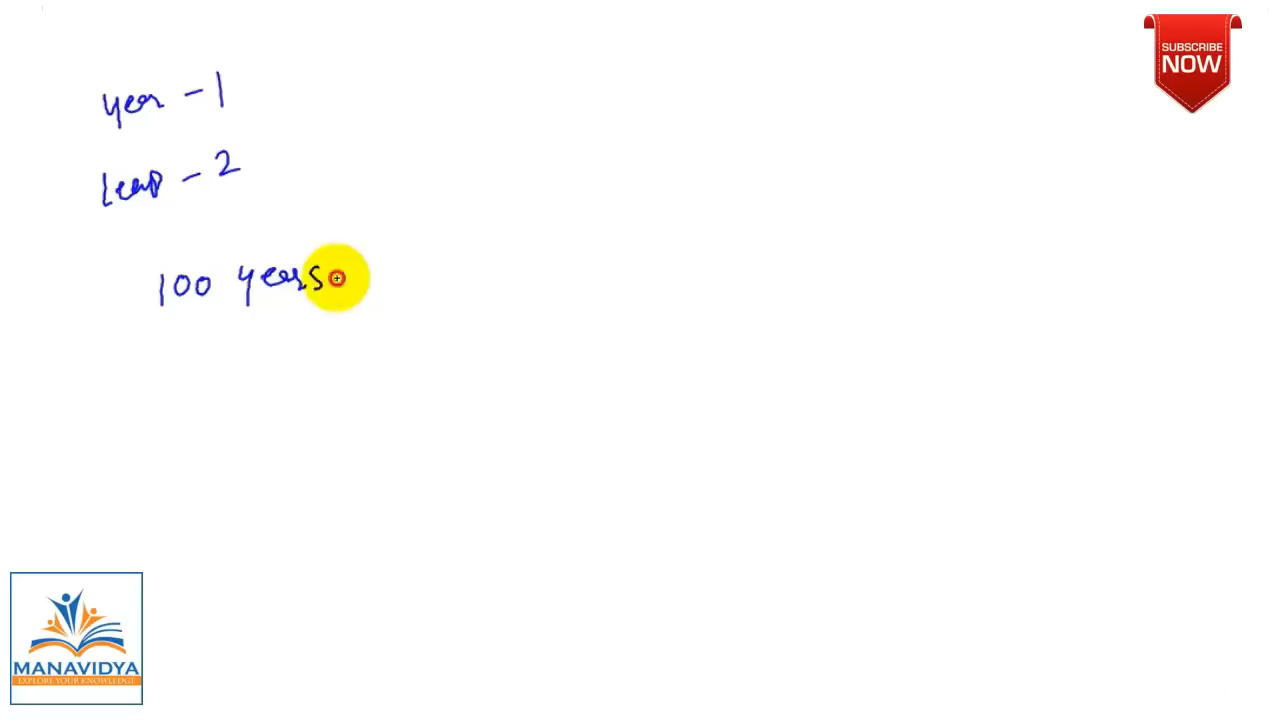 SUBSCRIBE
NOW
year - 1
leap - 2
100 years
MANAVIDYA
EXPLORE YOUR KNOWLEDGE